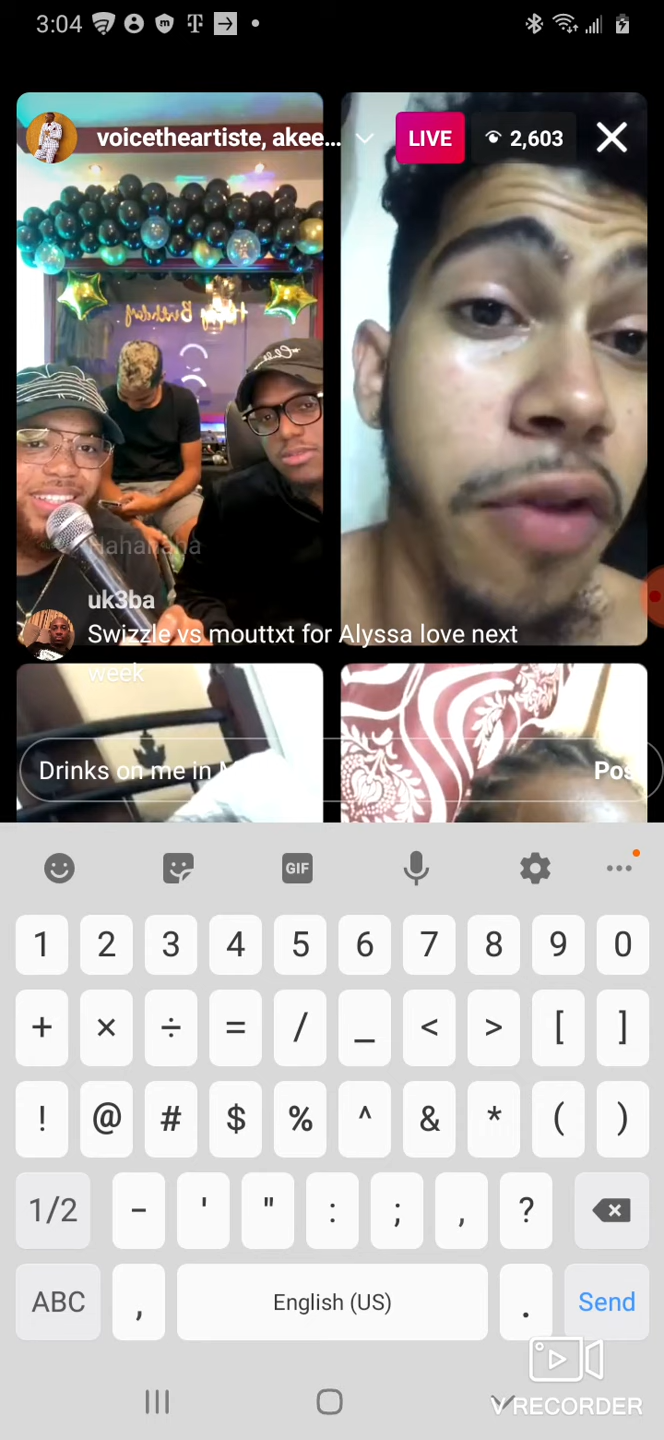 3:04
voicetheartiste, akee...
LIVE
2,603
Hahahaha
uk3ba
Swizzle vs mouttxt for Alyssa love next
week
Drinks on me in
Pos
GIF
1 2 3 4 5 6 7 8 9 0
+ × ÷ = / _ < > [ ]
! @ # $ % ^ & * ( )
1/2 - ' " : ; , ?
ABC , English (US) . Send
V RECORDER